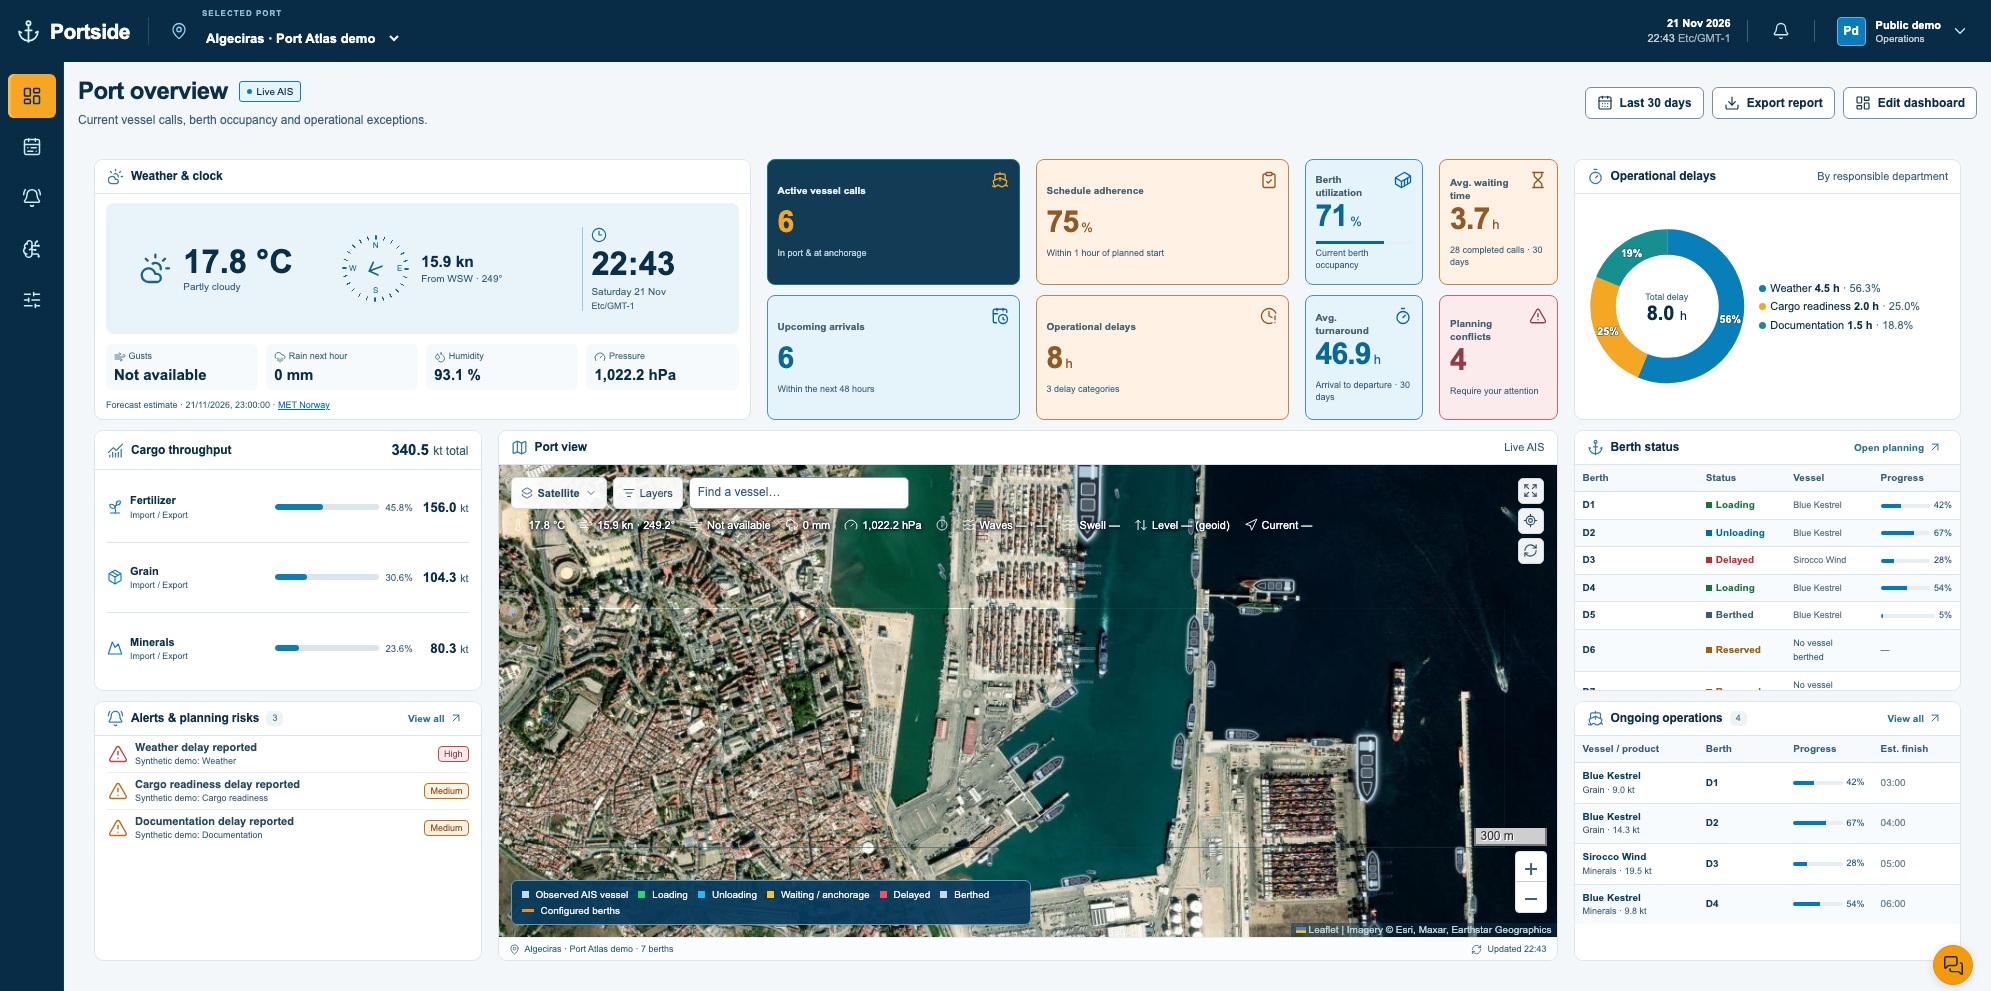 Portside
SELECTED PORT
Algeciras · Port Atlas demo
21 Nov 2026
22:43 Etc/GMT-1
Pd
Public demo
Operations
Port overview
Live AIS
Current vessel calls, berth occupancy and operational exceptions.
Last 30 days
Export report
Edit dashboard
Weather & clock
17.8 °C
Partly cloudy
N
W
E
S
15.9 kn
From WSW · 249°
22:43
Saturday 21 Nov
Etc/GMT-1
Gusts
Not available
Rain next hour
0 mm
Humidity
93.1 %
Pressure
1,022.2 hPa
Forecast estimate · 21/11/2026, 23:00:00 · MET Norway
Active vessel calls
6
In port & at anchorage
Schedule adherence
75 %
Within 1 hour of planned start
Berth
utilization
71 %
Current berth
occupancy
Avg. waiting
time
3.7 h
28 completed calls · 30
days
Upcoming arrivals
6
Within the next 48 hours
Operational delays
8 h
3 delay categories
Avg.
turnaround
46.9 h
Arrival to departure · 30
days
Planning
conflicts
4
Require your attention
Operational delays
By responsible department
19%
25%
56%
Total delay
8.0 h
Weather 4.5 h · 56.3%
Cargo readiness 2.0 h · 25.0%
Documentation 1.5 h · 18.8%
Cargo throughput
340.5 kt total
Fertilizer
Import / Export
45.8% 156.0 kt
Grain
Import / Export
30.6% 104.3 kt
Minerals
Import / Export
23.6% 80.3 kt
Alerts & planning risks 3
View all
Weather delay reported
Synthetic demo: Weather
High
Cargo readiness delay reported
Synthetic demo: Cargo readiness
Medium
Documentation delay reported
Synthetic demo: Documentation
Medium
Port view
Live AIS
Satellite
Layers
Find a vessel...
17.8 °C 15.9 kn · 249.2° Not available 0 mm 1,022.2 hPa Waves — Swell — Level — (geoid) Current —
300 m
+
−
Observed AIS vessel Loading Unloading Waiting / anchorage Delayed Berthed
Configured berths
Leaflet | Imagery © Esri, Maxar, Earthstar Geographics
Algeciras · Port Atlas demo · 7 berths
Updated 22:43
Berth status
Open planning
Berth Status Vessel Progress
D1 Loading Blue Kestrel 42%
D2 Unloading Blue Kestrel 67%
D3 Delayed Sirocco Wind 28%
D4 Loading Blue Kestrel 54%
D5 Berthed Blue Kestrel 5%
D6 Reserved No vessel berthed —
No vessel
Ongoing operations 4
View all
Vessel / product Berth Progress Est. finish
Blue Kestrel
Grain · 9.0 kt
D1 42% 03:00
Blue Kestrel
Grain · 14.3 kt
D2 67% 04:00
Sirocco Wind
Minerals · 19.5 kt
D3 28% 05:00
Blue Kestrel
Minerals · 9.8 kt
D4 54% 06:00